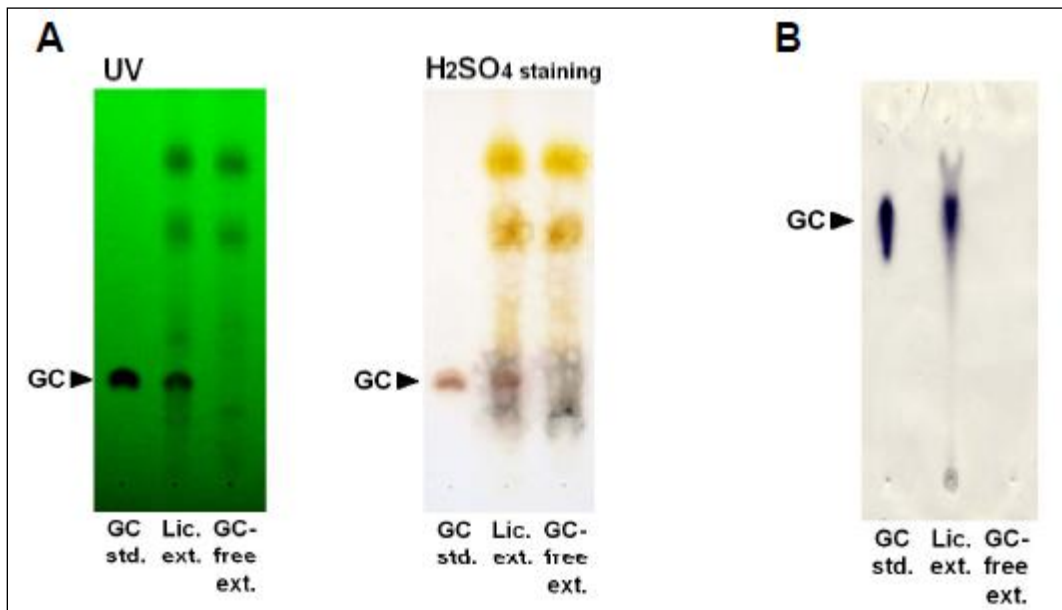 A
B
UV
H2SO4 staining
GC
GC
GC
GC Lic. GC-
std. ext. free
ext.
GC Lic. GC-
std. ext. free
ext.
GC Lic. GC-
std. ext. free
ext.